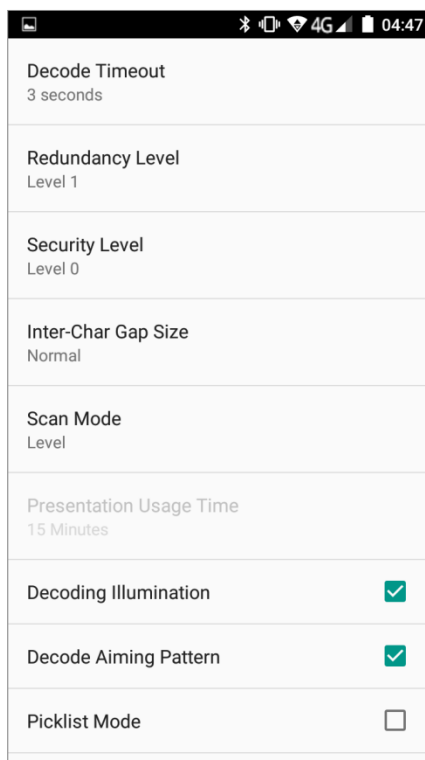 4G 04:47
Decode Timeout
3 seconds
Redundancy Level
Level 1
Security Level
Level 0
Inter-Char Gap Size
Normal
Scan Mode
Level
Presentation Usage Time
15 Minutes
Decoding Illumination
Decode Aiming Pattern
Picklist Mode